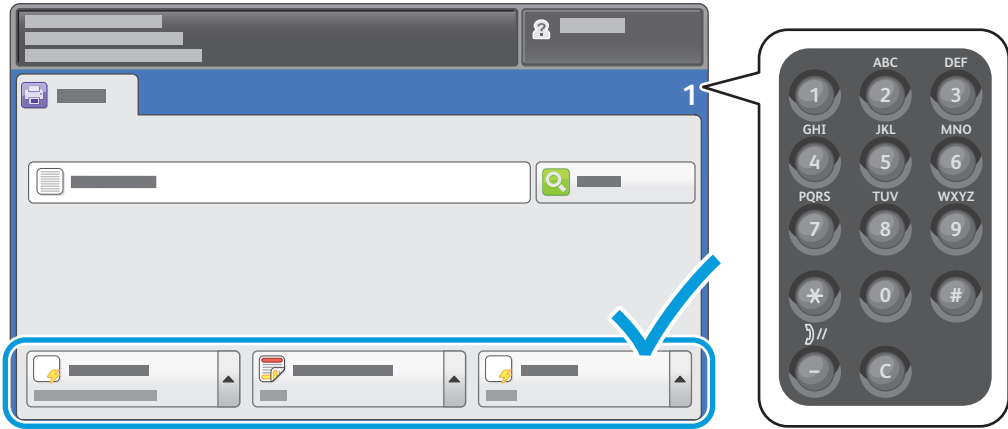 ?
1
ABC DEF
1 2 3
GHI JKL MNO
4 5 6
PQRS TUV WXYZ
7 8 9
* 0 #
//
- C